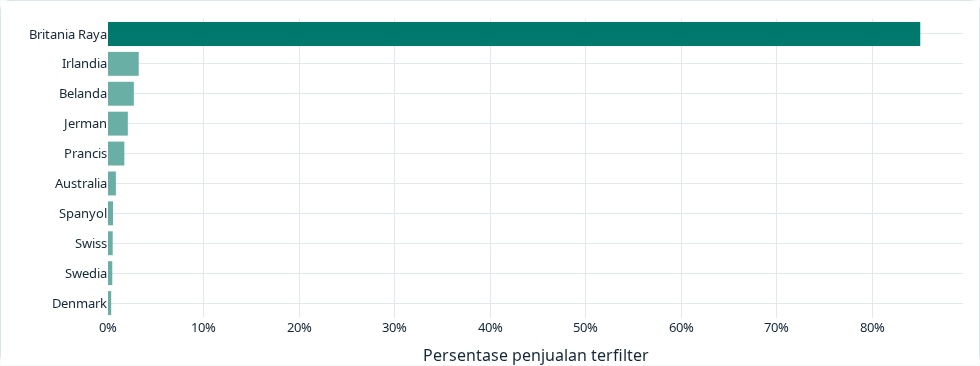 Britania Raya
Irlandia
Belanda
Jerman
Prancis
Australia
Spanyol
Swiss
Swedia
Denmark
0% 10% 20% 30% 40% 50% 60% 70% 80%
Persentase penjualan terfilter